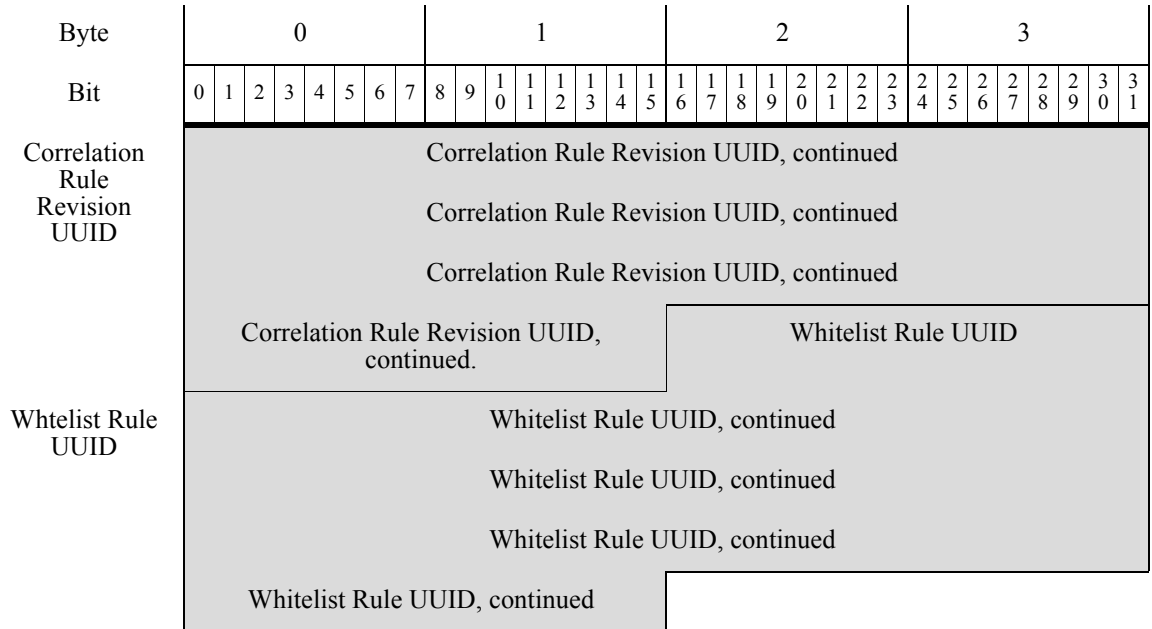 Byte 0 1 2 3
Bit 0 1 2 3 4 5 6 7 8 9 10 11 12 13 14 15 16 17 18 19 20 21 22 23 24 25 26 27 28 29 30 31
Correlation
Rule
Revision
UUID
Correlation Rule Revision UUID, continued
Correlation Rule Revision UUID, continued
Correlation Rule Revision UUID, continued
Correlation Rule Revision UUID,
continued.
Whitelist Rule UUID
Whtelist Rule
UUID
Whitelist Rule UUID, continued
Whitelist Rule UUID, continued
Whitelist Rule UUID, continued
Whitelist Rule UUID, continued